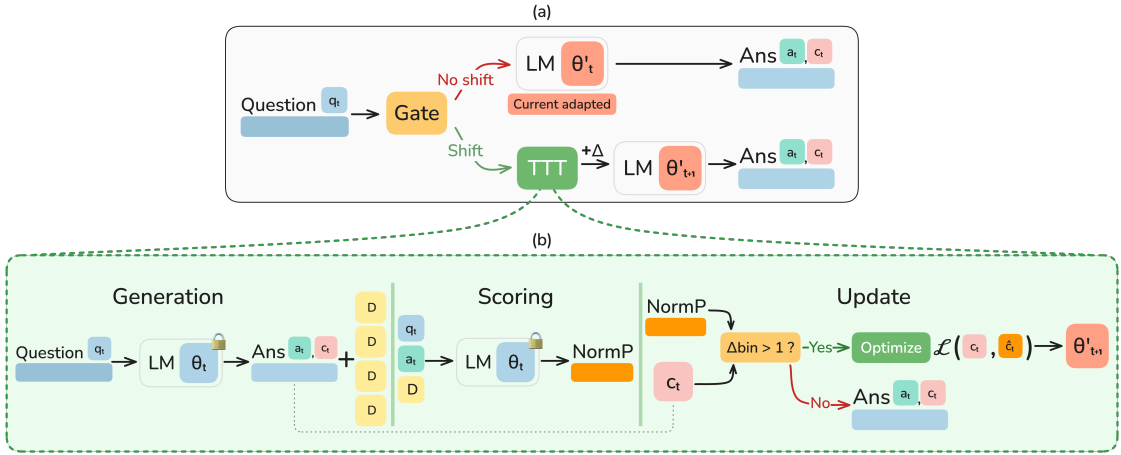 (a)
Question qₜ
Gate
No shift
LM θ'ₜ
Current adapted
Ans aₜ, cₜ
Shift
TTT
+Δ
LM θ'ₜ₊₁
Ans aₜ, cₜ
(b)
Generation
Question qₜ
LM θₜ
Ans aₜ, cₜ
+
D
D
D
D
Scoring
qₜ
aₜ
D
LM θₜ
NormP
Update
NormP
cₜ
Δbin > 1 ?
Yes
Optimize
ℒ(cₜ, ĉₜ)
θ'ₜ₊₁
No
Ans aₜ, cₜ